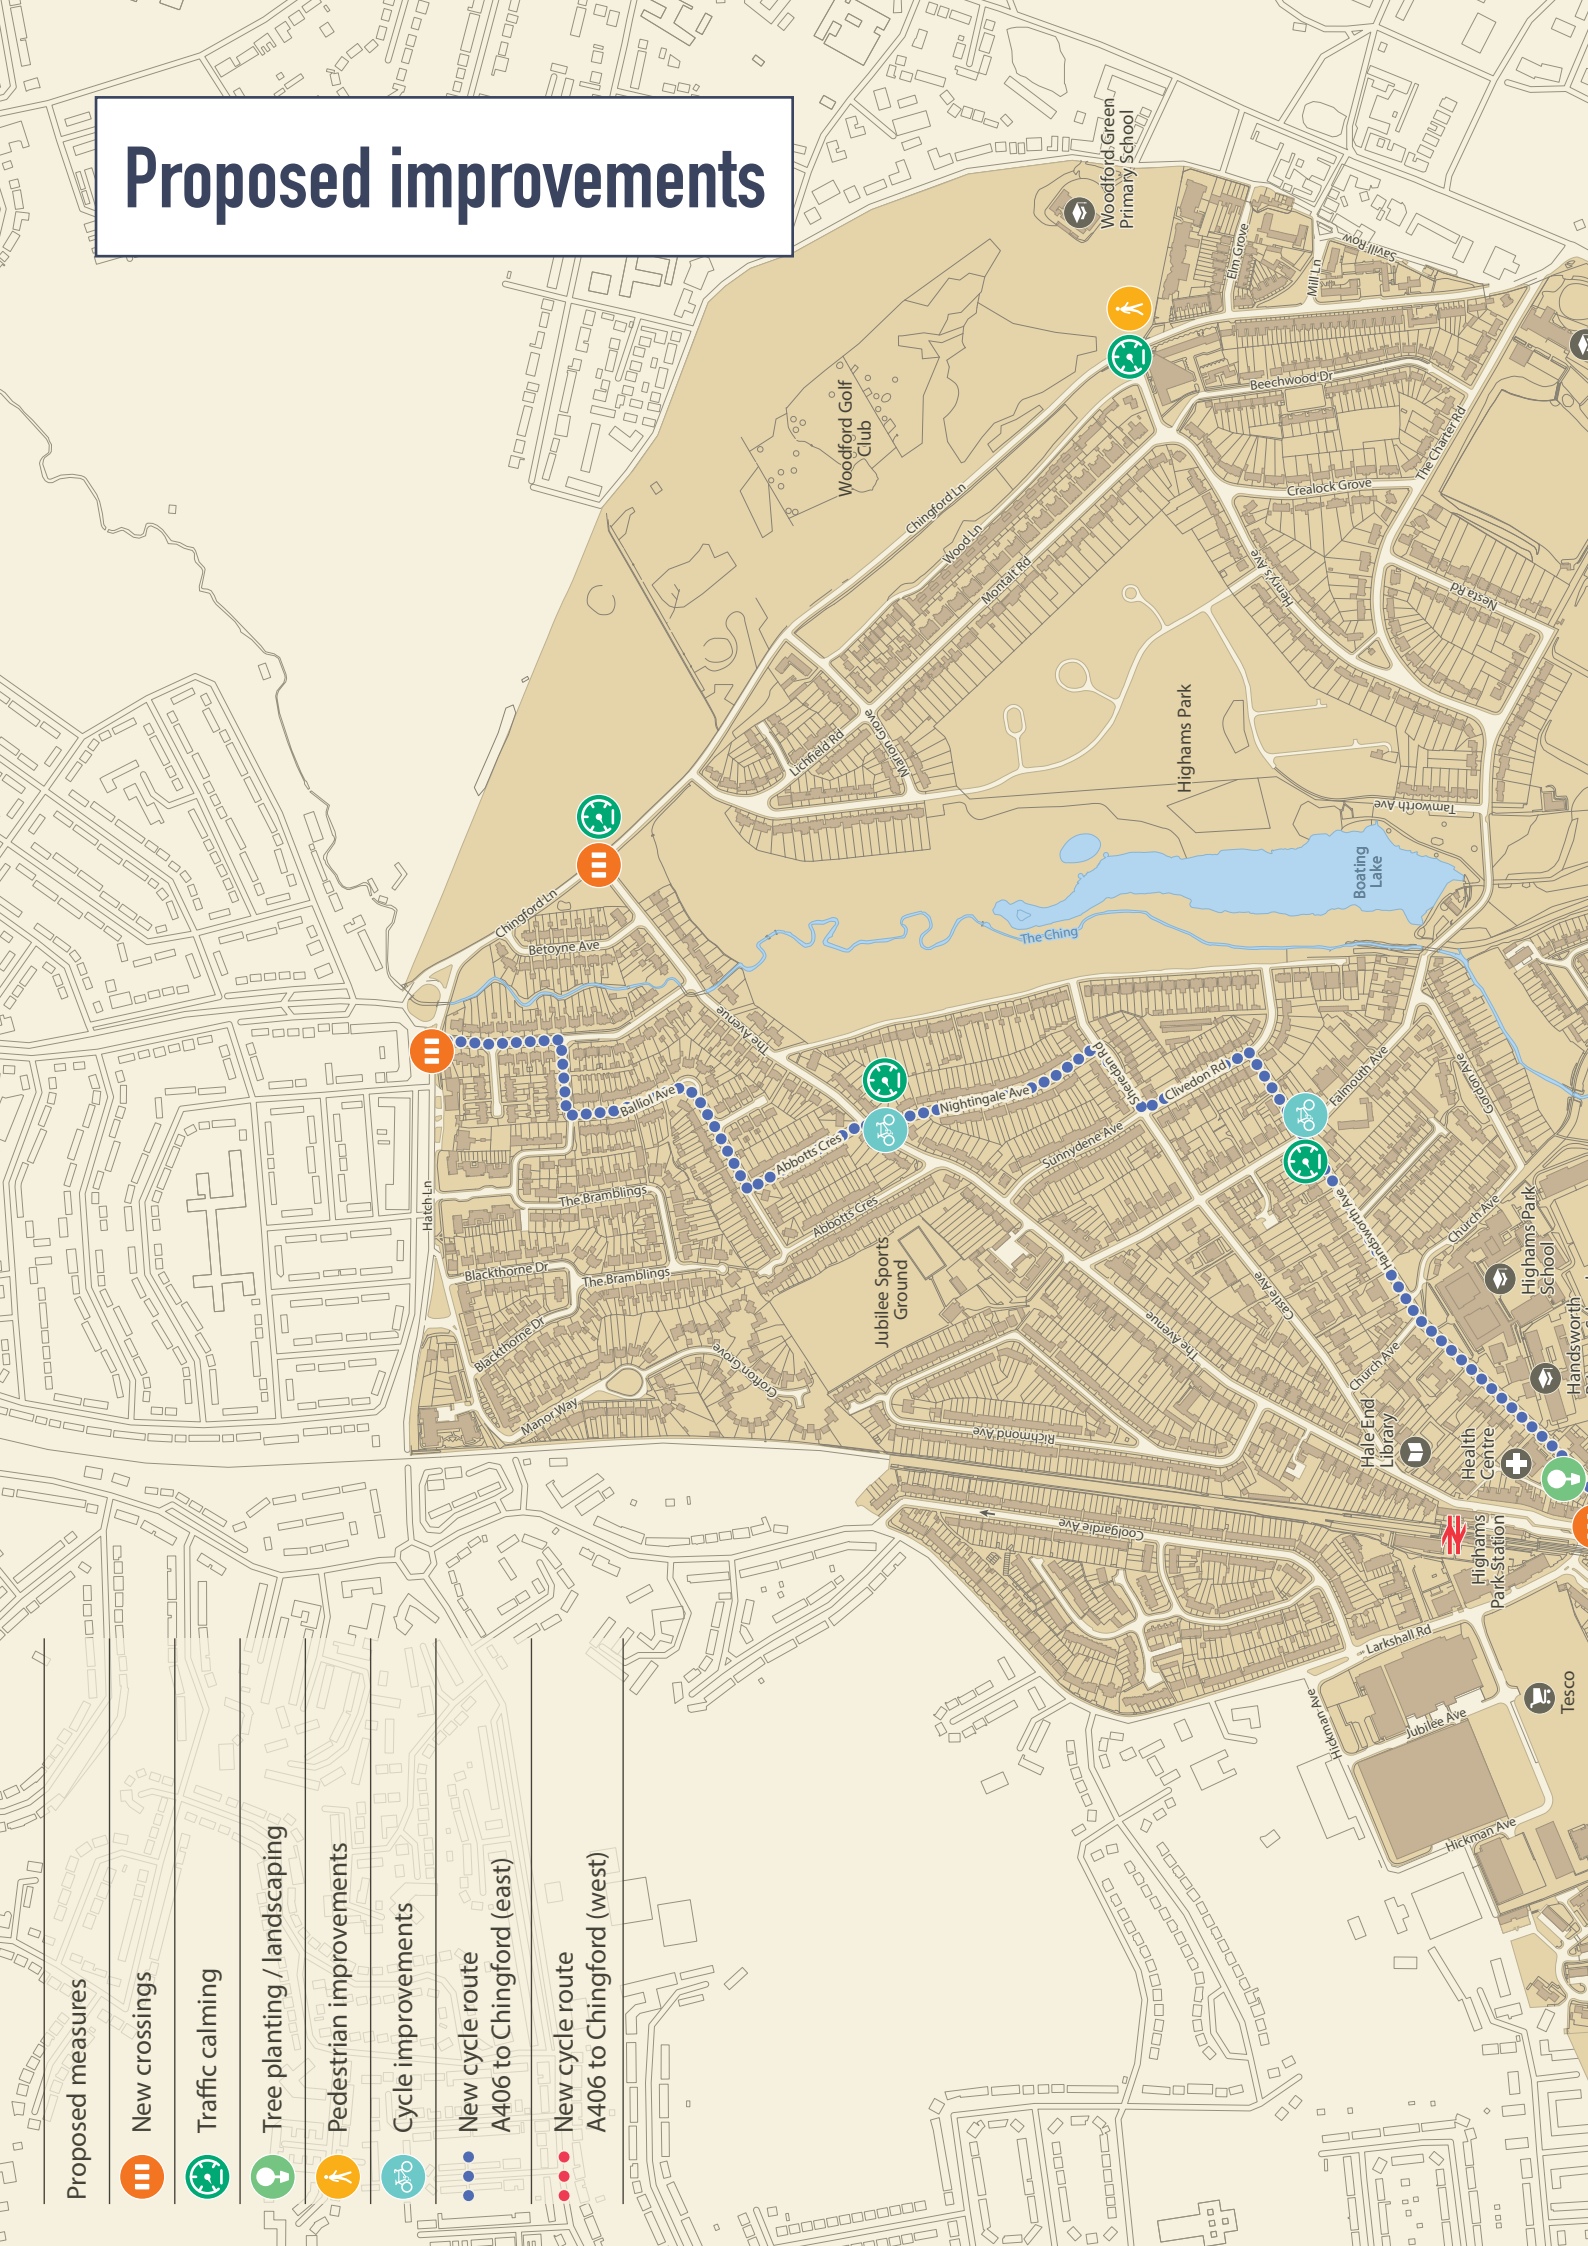 Proposed improvements
Woodford Green
Primary School
Elm Grove
Mill Ln
Savill Row
Beechwood Dr
The Charter Rd
Crealock Grove
Nesta Rd
Henry's Ave
Woodford Golf
Club
Chingford Ln
Wood Ln
Montalt Rd
Lichfield Rd
Marion Grove
Highams Park
Tamworth Ave
Boating
Lake
The Ching
Chingford Ln
Betoyne Ave
The Avenue
Balliol Ave
Abbotts Cres
Abbotts Cres
Nightingale Ave
Sheredan Rd
Clivedon Rd
Sunnydene Ave
Falmouth Ave
Gordon Ave
Handsworth Ave
Church Ave
Church Ave
Castle Ave
The Avenue
Hatch Ln
The Bramblings
The Bramblings
Blackthorne Dr
Blackthorne Dr
Manor Way
Crofton Grove
Jubilee Sports
Ground
Richmond Ave
Coolgardie Ave
Highams Park
School
Handsworth
Hale End
Library
Health
Centre
Highams
Park Station
Larkshall Rd
Hickman Ave
Jubilee Ave
Hickman Ave
Tesco
Proposed measures
New crossings
Traffic calming
Tree planting / landscaping
Pedestrian improvements
Cycle improvements
New cycle route
A406 to Chingford (east)
New cycle route
A406 to Chingford (west)